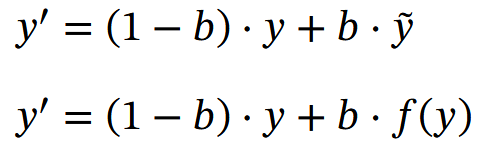 y′ = (1 − b) · y + b · ỹ
y′ = (1 − b) · y + b · f(y)